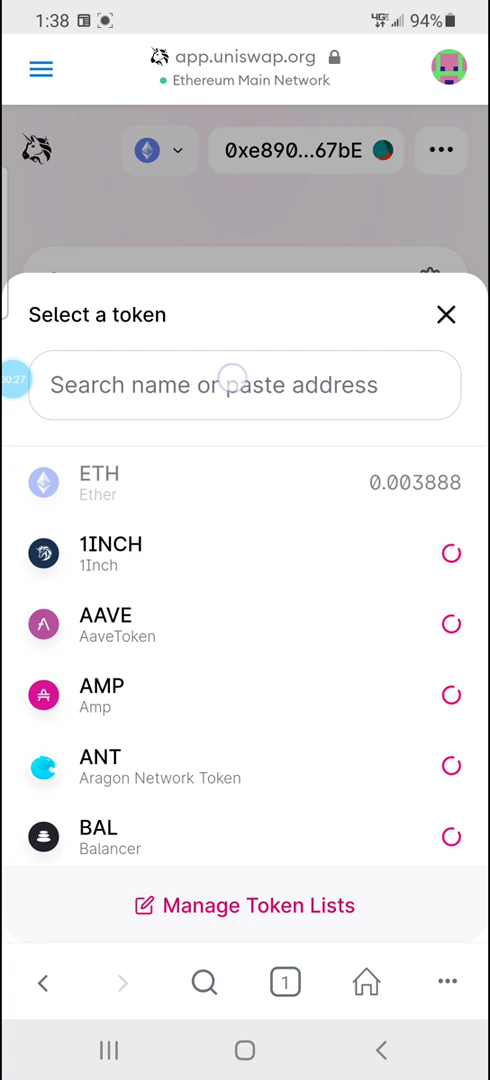 1:38 94%
app.uniswap.org
Ethereum Main Network
0xe890...67bE
Select a token
00:27
Search name or paste address
ETH
Ether
0.003888
1INCH
1Inch
AAVE
AaveToken
AMP
Amp
ANT
Aragon Network Token
BAL
Balancer
Manage Token Lists
1